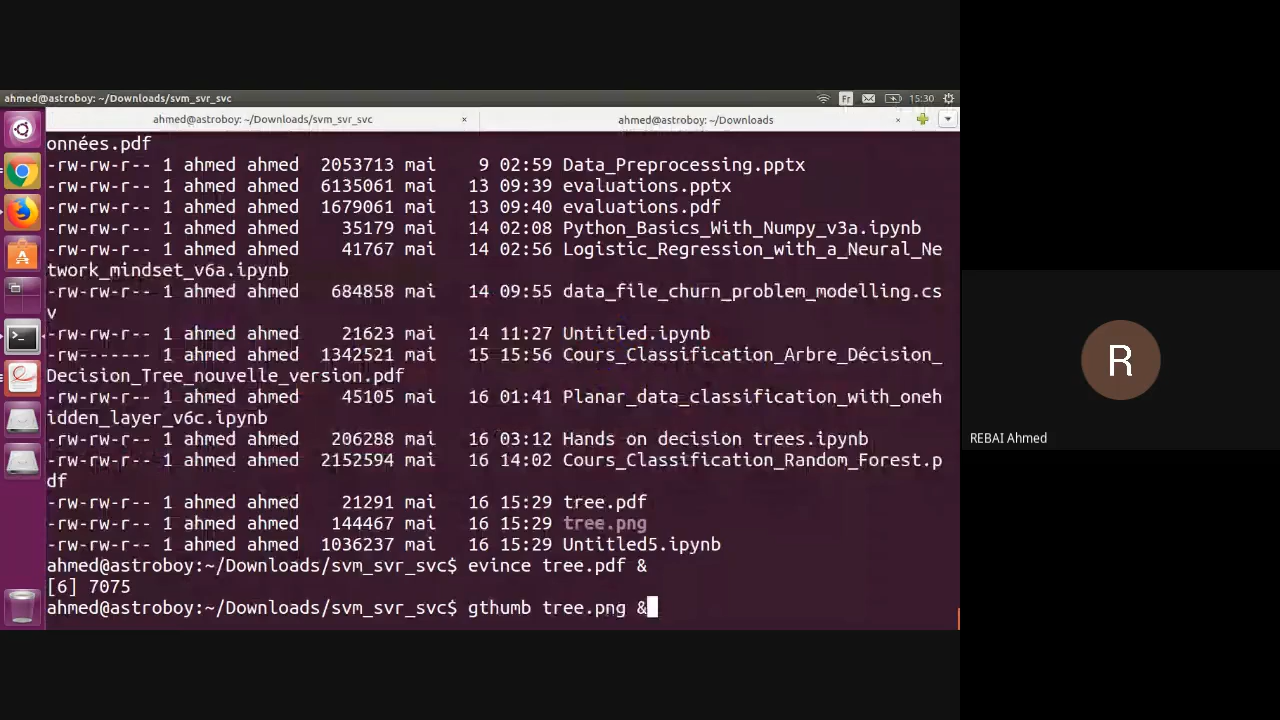 ahmed@astroboy: ~/Downloads/svm_svr_svc
Fr
15:30
ahmed@astroboy: ~/Downloads/svm_svr_svc ×
ahmed@astroboy: ~/Downloads ×
onnées.pdf
-rw-rw-r-- 1 ahmed ahmed 2053713 mai 9 02:59 Data_Preprocessing.pptx
-rw-rw-r-- 1 ahmed ahmed 6135061 mai 13 09:39 evaluations.pptx
-rw-rw-r-- 1 ahmed ahmed 1679061 mai 13 09:40 evaluations.pdf
-rw-rw-r-- 1 ahmed ahmed 35179 mai 14 02:08 Python_Basics_With_Numpy_v3a.ipynb
-rw-rw-r-- 1 ahmed ahmed 41767 mai 14 02:56 Logistic_Regression_with_a_Neural_Ne
twork_mindset_v6a.ipynb
-rw-rw-r-- 1 ahmed ahmed 684858 mai 14 09:55 data_file_churn_problem_modelling.cs
v
-rw-rw-r-- 1 ahmed ahmed 21623 mai 14 11:27 Untitled.ipynb
-rw------- 1 ahmed ahmed 1342521 mai 15 15:56 Cours_Classification_Arbre_Décision_
Decision_Tree_nouvelle_version.pdf
-rw-rw-r-- 1 ahmed ahmed 45105 mai 16 01:41 Planar_data_classification_with_oneh
idden_layer_v6c.ipynb
-rw-rw-r-- 1 ahmed ahmed 206288 mai 16 03:12 Hands on decision trees.ipynb
-rw-rw-r-- 1 ahmed ahmed 2152594 mai 16 14:02 Cours_Classification_Random_Forest.p
df
-rw-rw-r-- 1 ahmed ahmed 21291 mai 16 15:29 tree.pdf
-rw-rw-r-- 1 ahmed ahmed 144467 mai 16 15:29 tree.png
-rw-rw-r-- 1 ahmed ahmed 1036237 mai 16 15:29 Untitled5.ipynb
ahmed@astroboy:~/Downloads/svm_svr_svc$ evince tree.pdf &
[6] 7075
ahmed@astroboy:~/Downloads/svm_svr_svc$ gthumb tree.png &
R
REBAI Ahmed